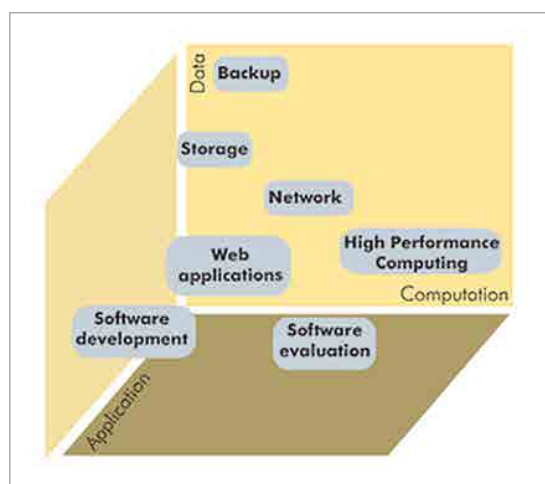 Data
Backup
Storage
Network
Web
applications
High Performance
Computing
Computation
Software
development
Software
evaluation
Application